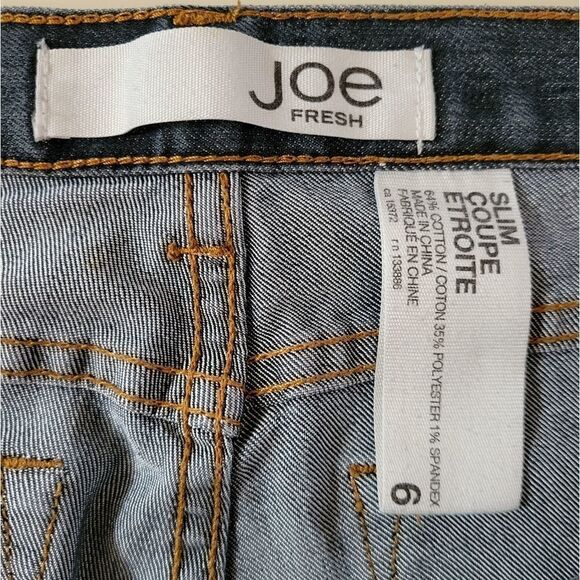 Joe
FRESH
SLIM
COUPE
ETROITE
64% COTTON / COTON 35% POLYESTER 1% SPANDEX
MADE IN CHINA
FABRIQUÉ EN CHINE
ca 15372 rn 133886
6